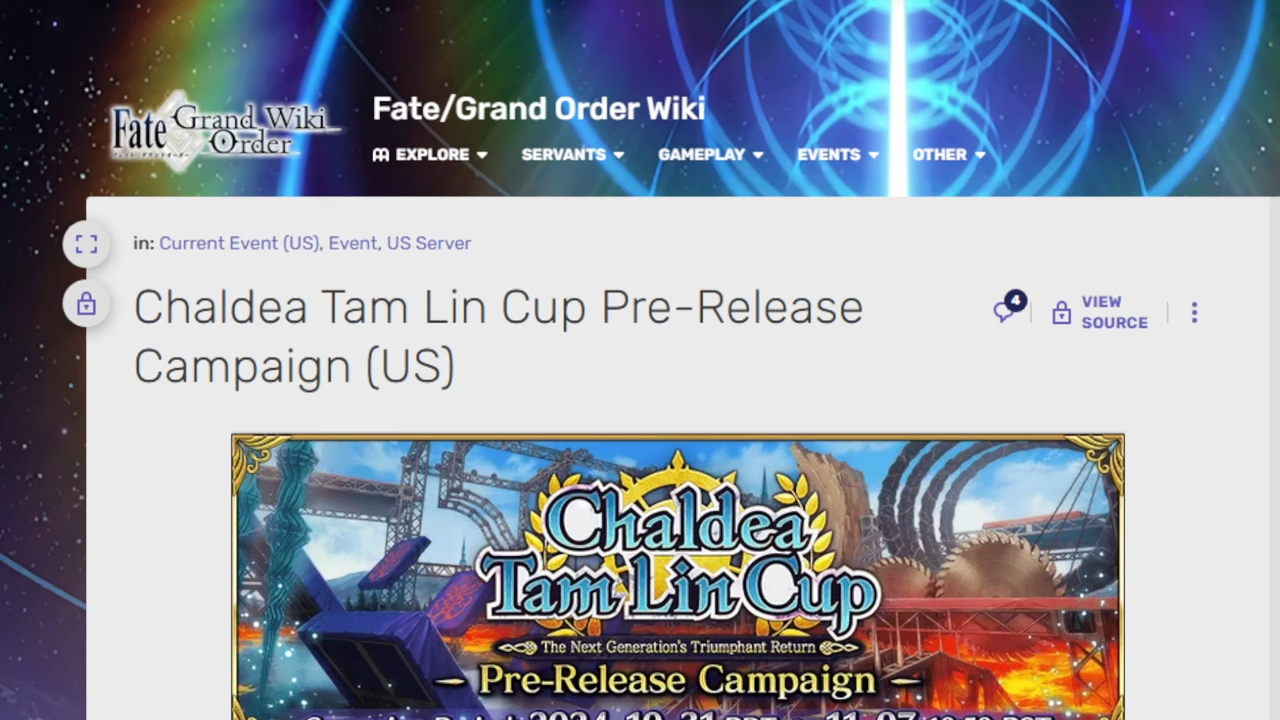 Fate/Grand Order Wiki
Fate Grand Wiki
Order
EXPLORE SERVANTS GAMEPLAY EVENTS OTHER
in: Current Event (US), Event, US Server
Chaldea Tam Lin Cup Pre-Release
Campaign (US)
4
VIEW
SOURCE
Chaldea
Tam Lin Cup
The Next Generation's Triumphant Return
Pre-Release Campaign